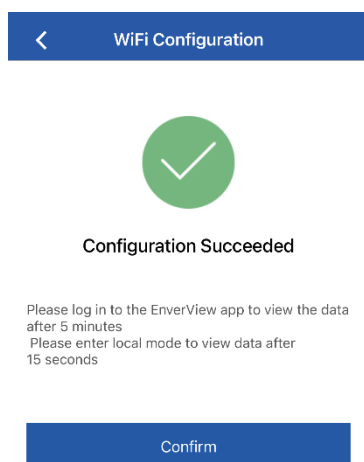 WiFi Configuration
Configuration Succeeded
Please log in to the EnverView app to view the data
after 5 minutes
Please enter local mode to view data after
15 seconds
Confirm